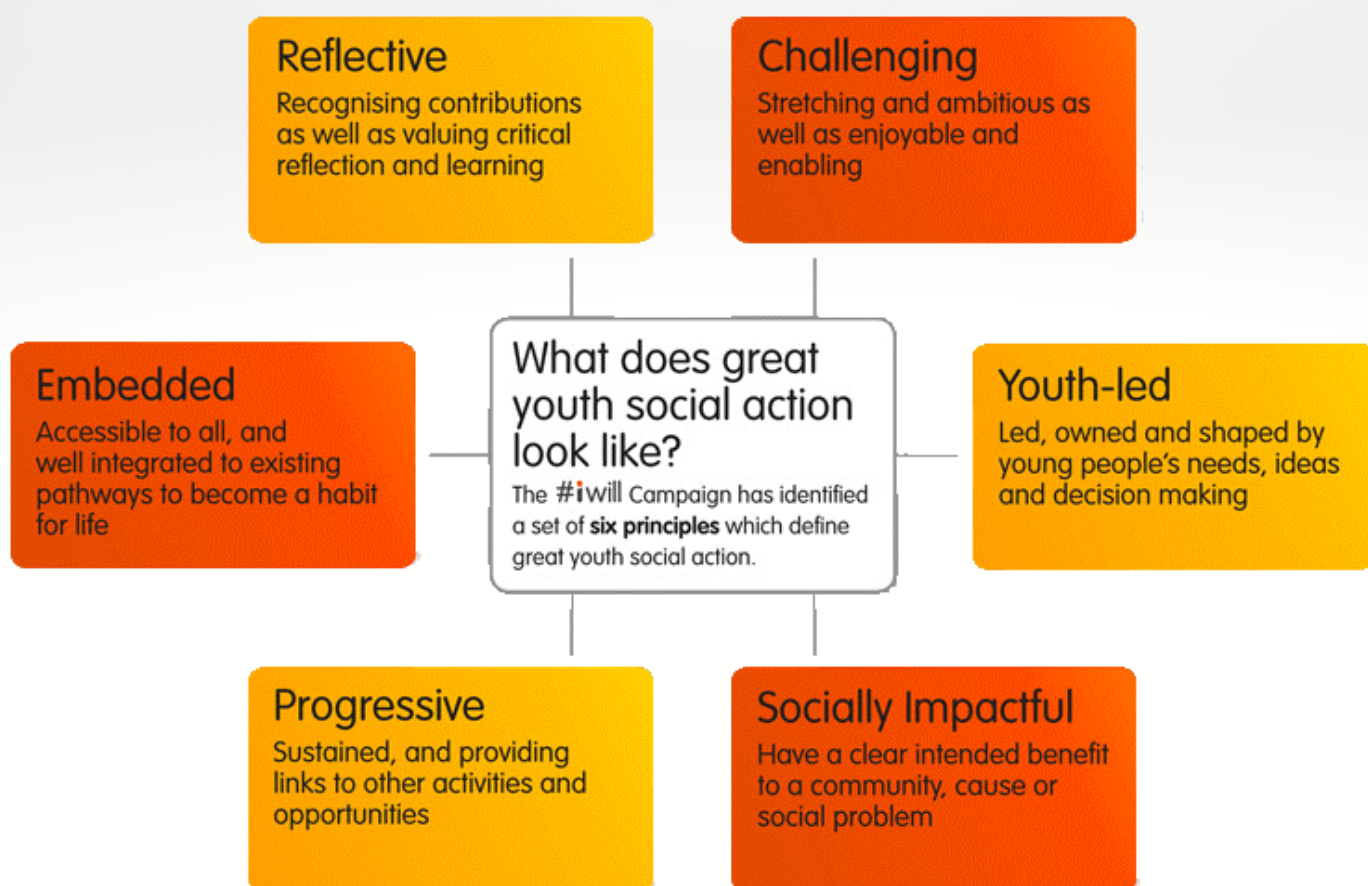 Reflective
Recognising contributions
as well as valuing critical
reflection and learning
Challenging
Stretching and ambitious as
well as enjoyable and
enabling
Embedded
Accessible to all, and
well integrated to existing
pathways to become a habit
for life
What does great
youth social action
look like?
The #iwill Campaign has identified
a set of six principles which define
great youth social action.
Youth-led
Led, owned and shaped by
young people's needs, ideas
and decision making
Progressive
Sustained, and providing
links to other activities and
opportunities
Socially Impactful
Have a clear intended benefit
to a community, cause or
social problem